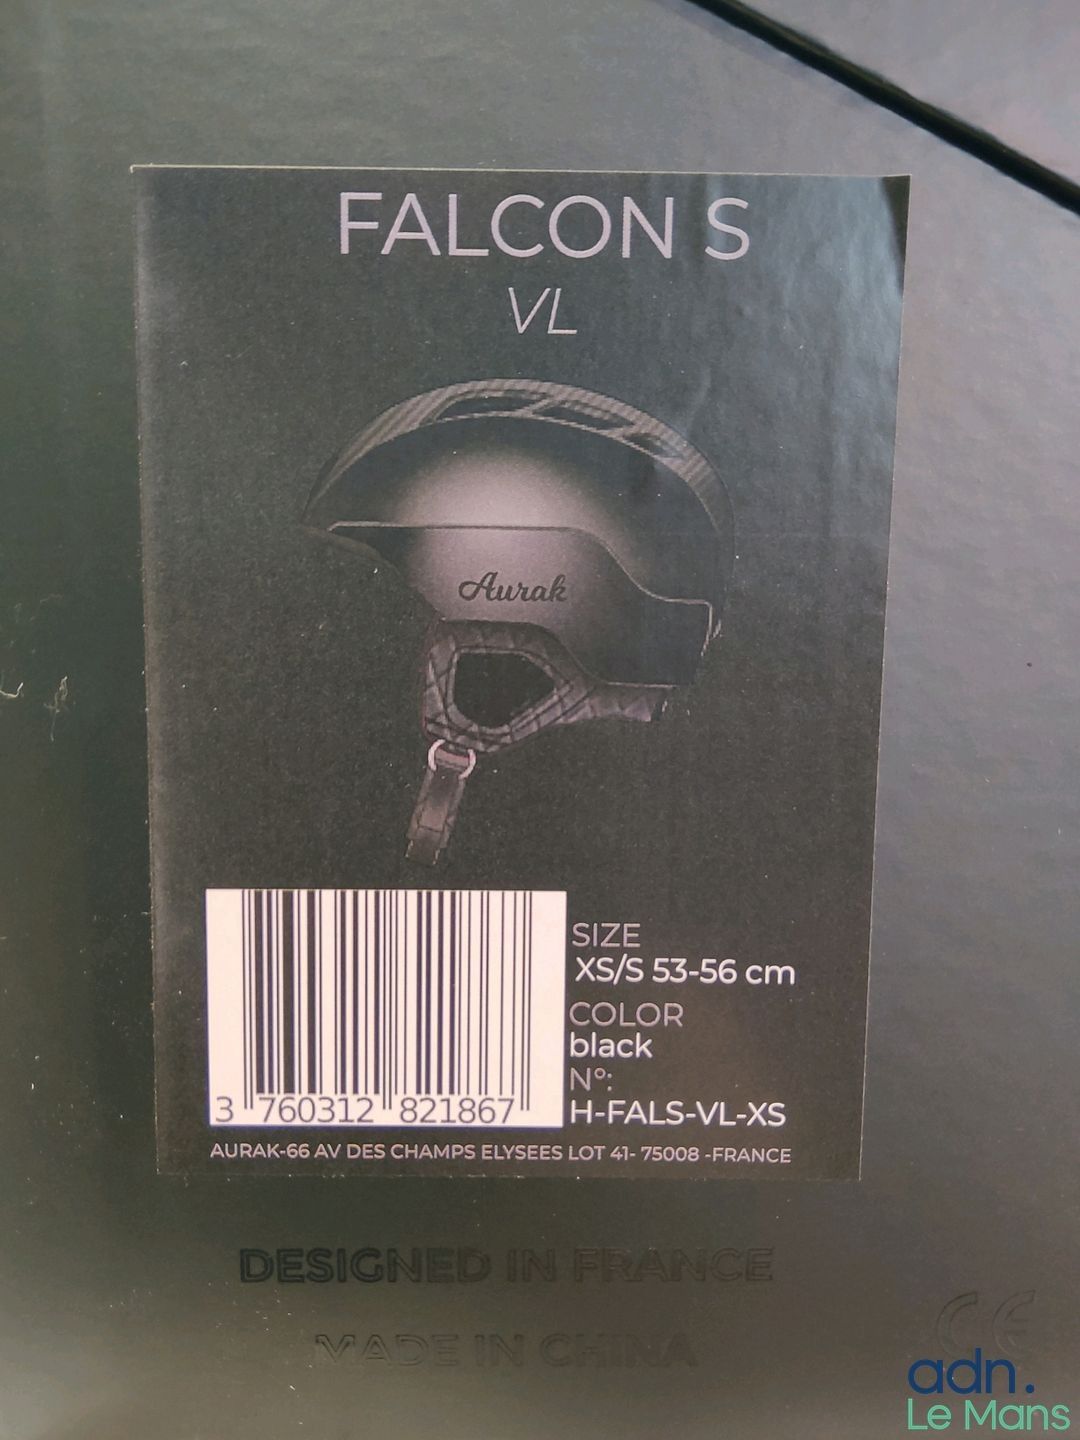 FALCON S
VL
Aurak
3 760312 821867
SIZE
XS/S 53-56 cm
COLOR
black
N°:
H-FALS-VL-XS
AURAK-66 AV DES CHAMPS ELYSEES LOT 41- 75008 -FRANCE
DESIGNED IN FRANCE
MADE IN CHINA
CE
adn.
Le Mans